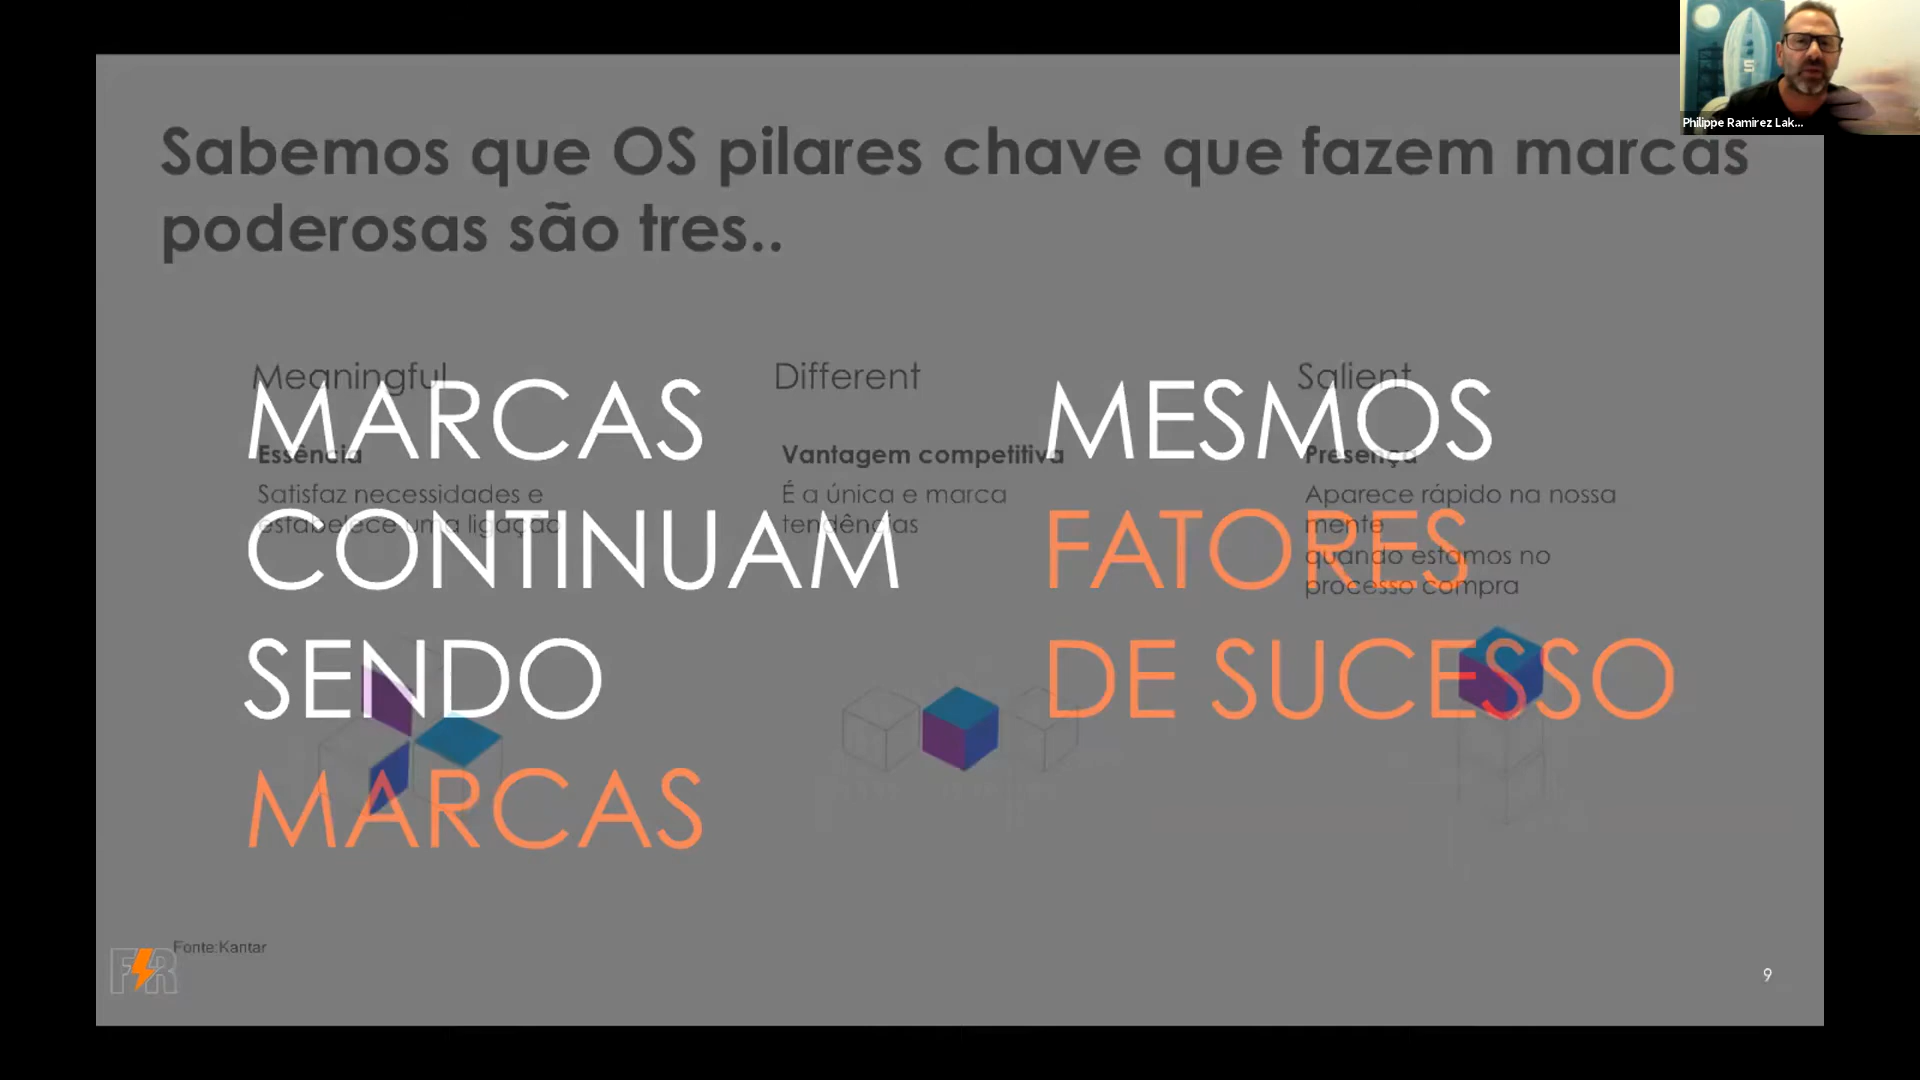 Philippe Ramirez Lak...
Sabemos que OS pilares chave que fazem marcas
poderosas são tres..
Meaningful
Different
Salient
Essência
Satisfaz necessidades e
estabelece uma ligação
Vantagem competitiva
É a única e marca
tendências
Presença
Aparece rápido na nossa
mente
quando estamos no
processo compra
MARCAS
CONTINUAM
SENDO
MARCAS
MESMOS
FATORES
DE SUCESSO
Fonte:Kantar
FR
9